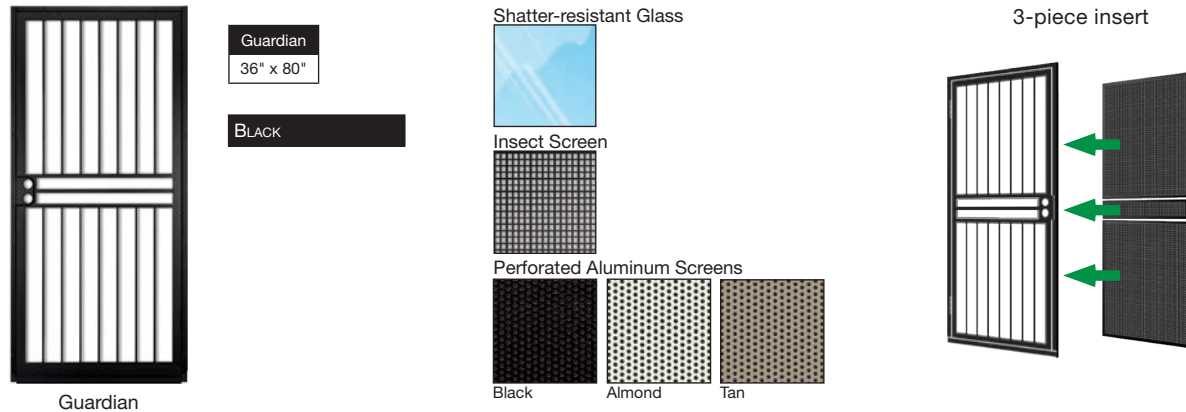 Guardian
Guardian
36" x 80"
BLACK
Shatter-resistant Glass
Insect Screen
Perforated Aluminum Screens
Black Almond Tan
3-piece insert